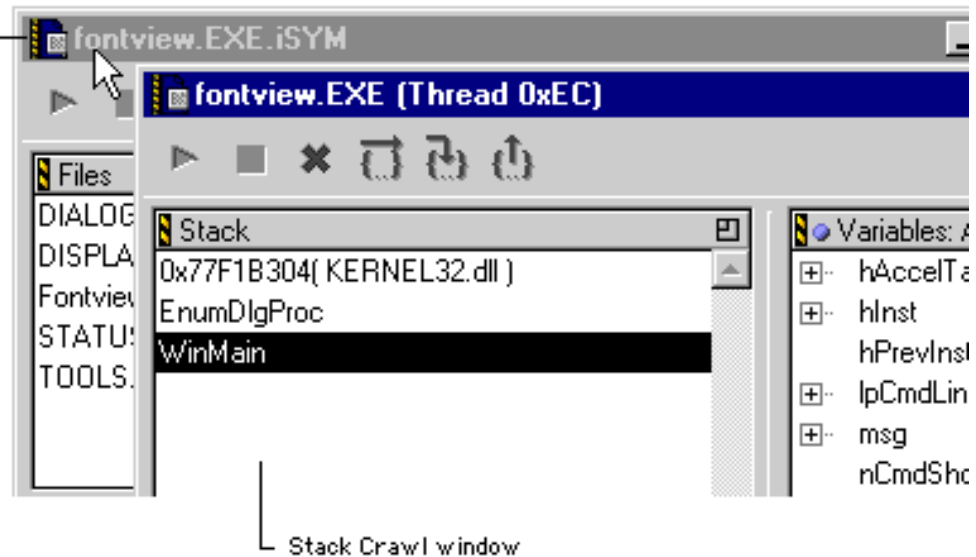 fontview.EXE.iSYM
fontview.EXE (Thread 0xEC)
Files
DIALOG
DISPLA
Fontview
STATUS
TOOLS.
Stack
0x77F1B304( KERNEL32.dll )
EnumDlgProc
WinMain
Variables: A
hAccelTa
hInst
hPrevInst
lpCmdLin
msg
nCmdSho
Stack Crawl window